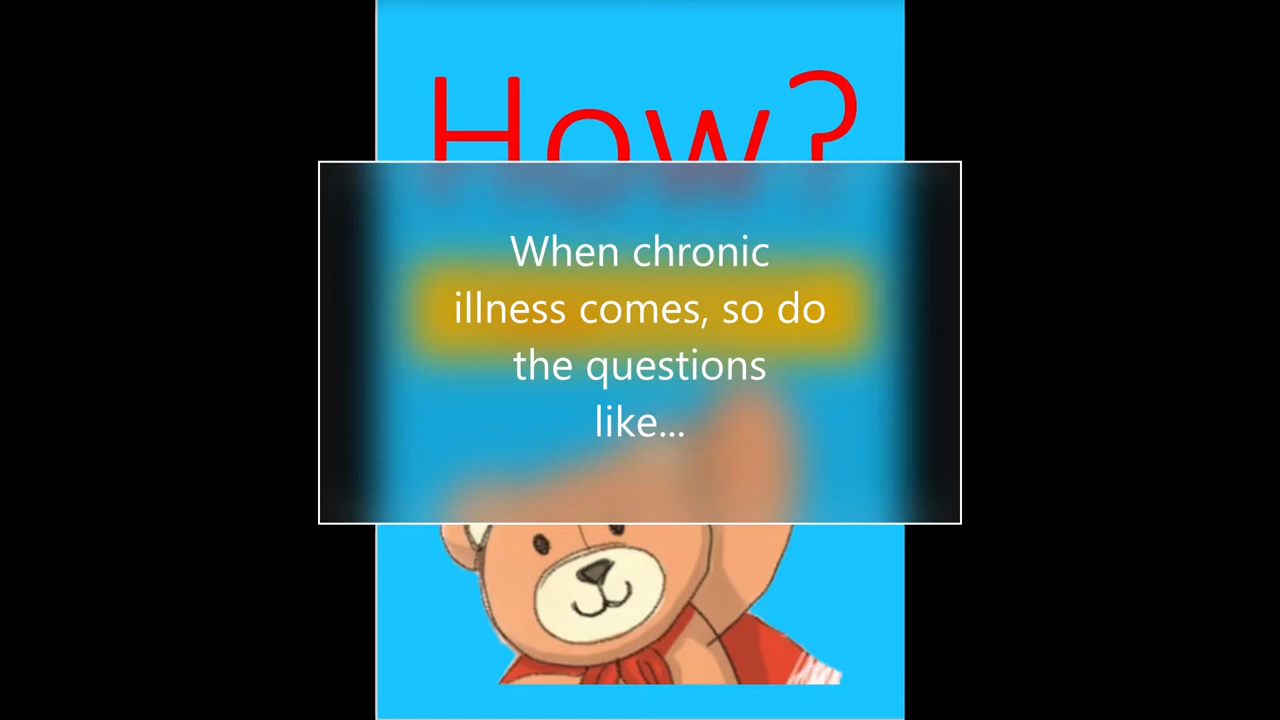 How?
When chronic
illness comes, so do
the questions
like...